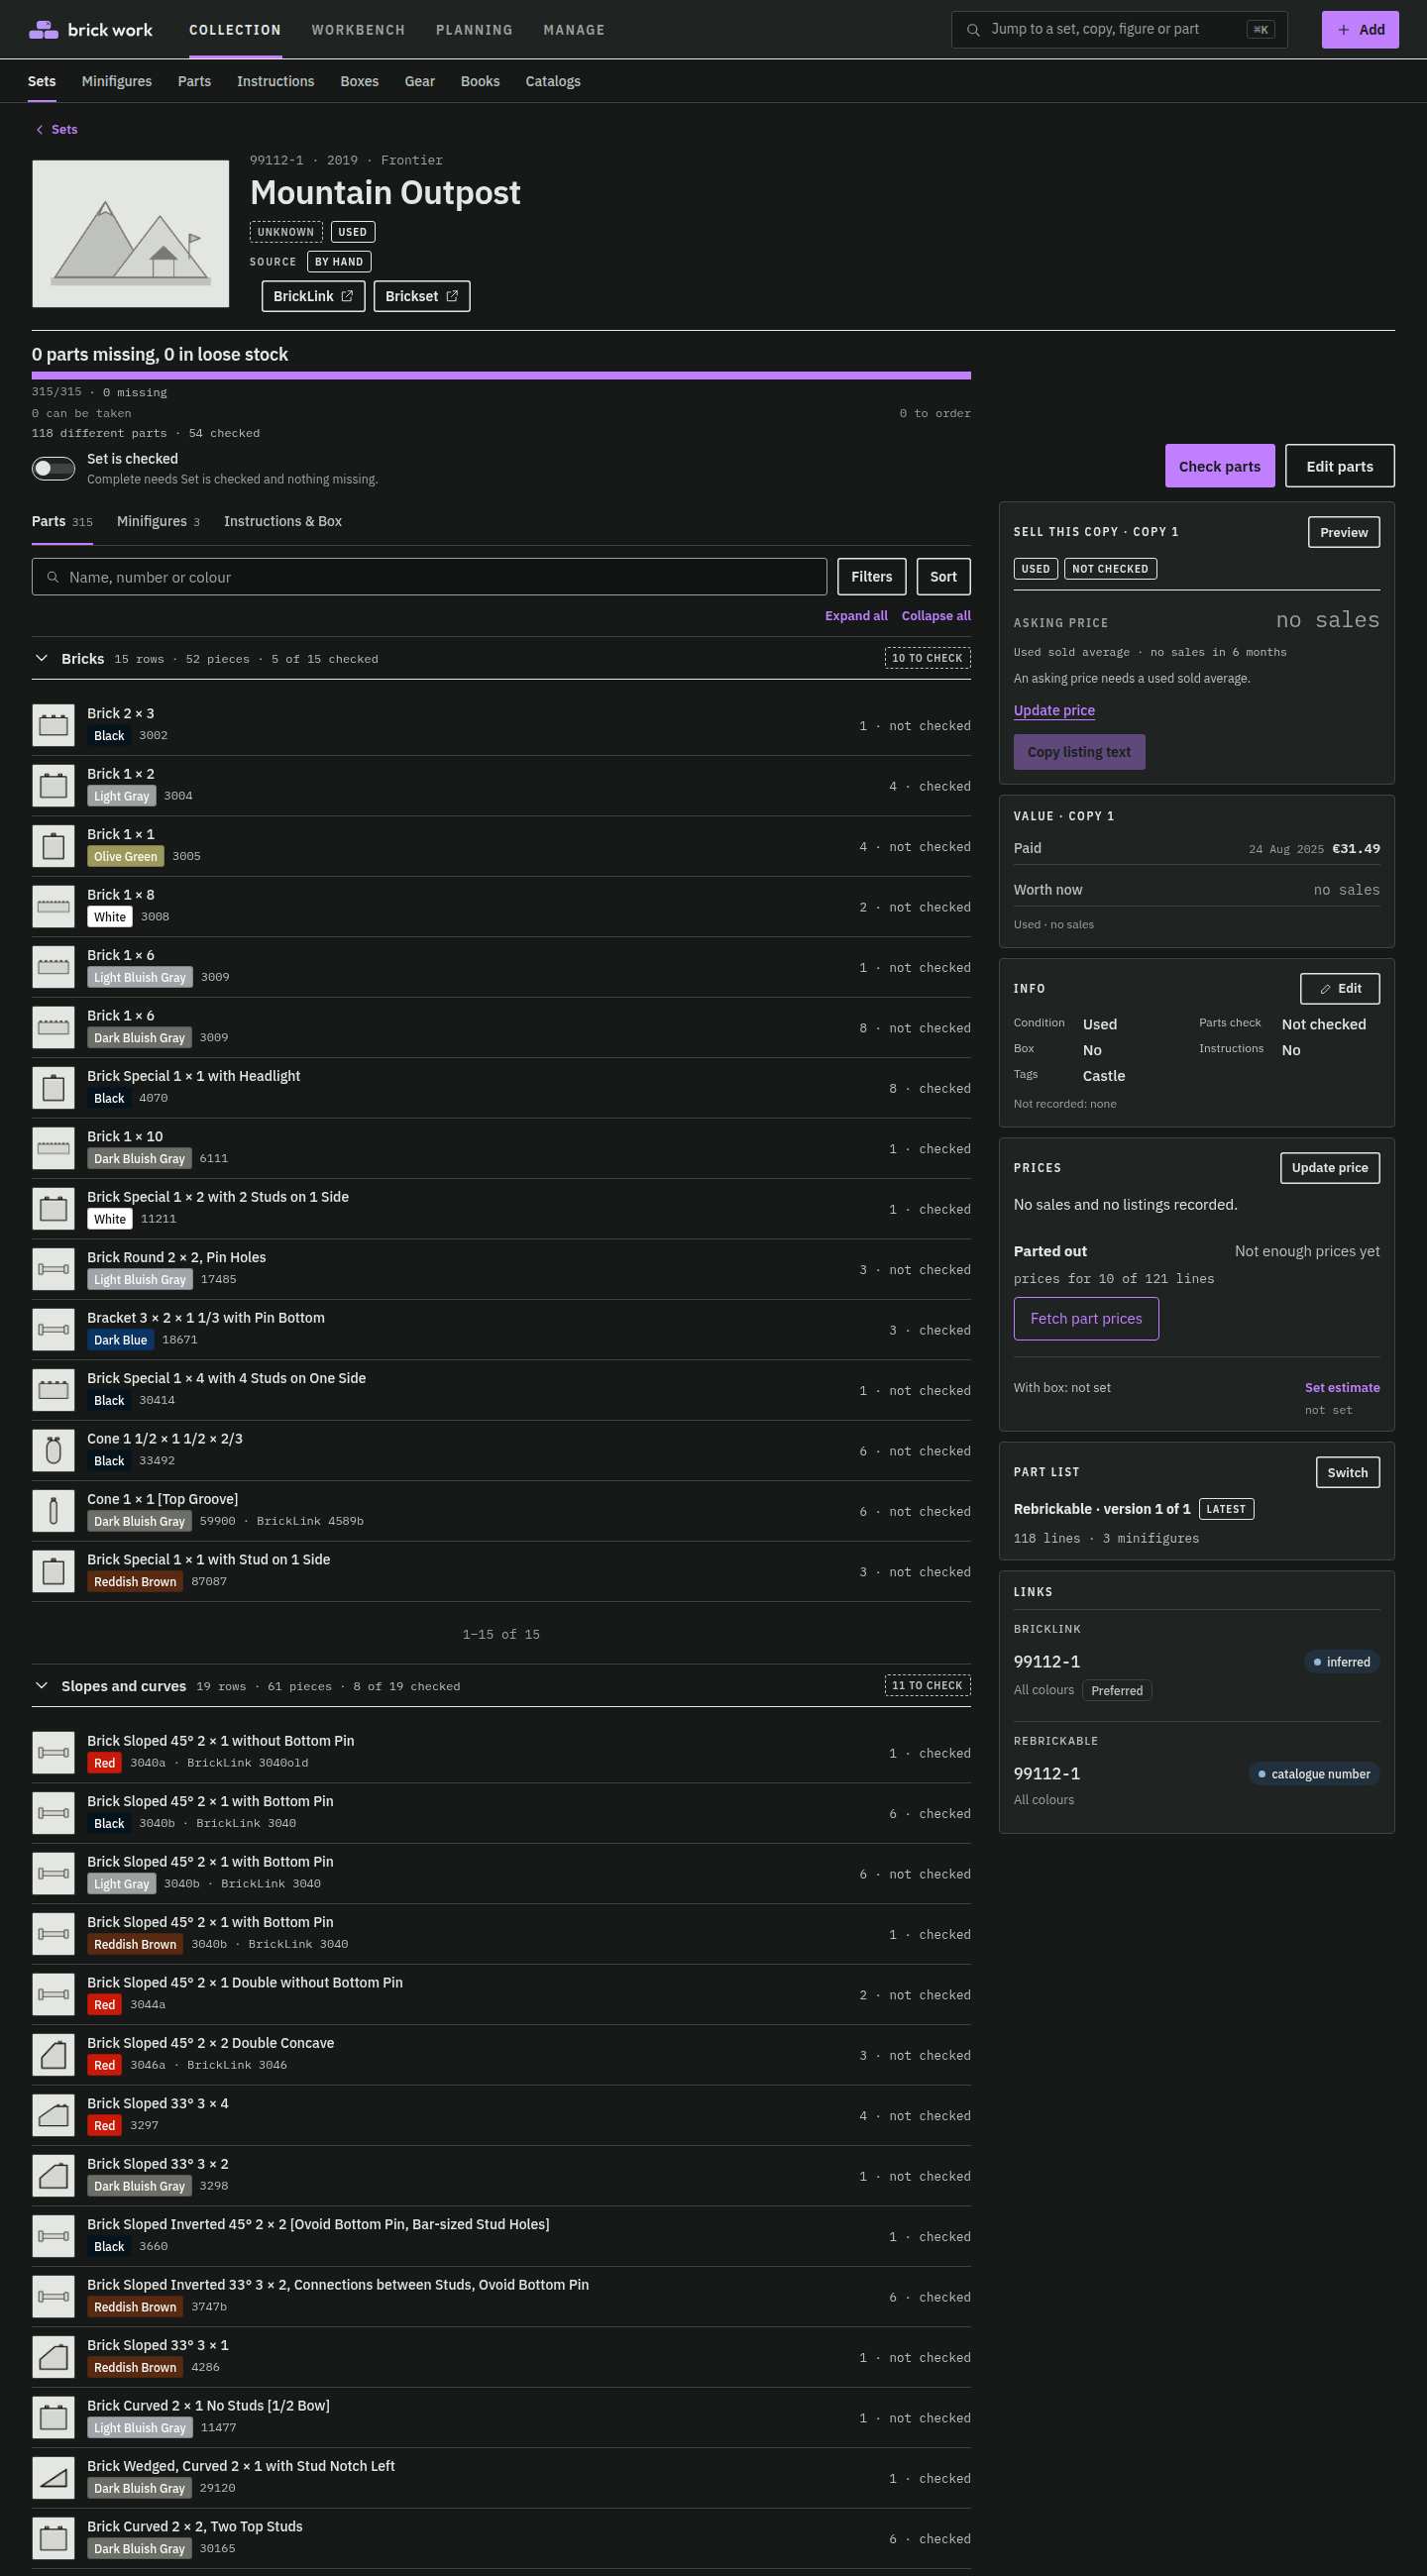 brick work
COLLECTION WORKBENCH PLANNING MANAGE
Jump to a set, copy, figure or part ⌘K
+ Add
Sets Minifigures Parts Instructions Boxes Gear Books Catalogs
Sets
99112-1 · 2019 · Frontier
Mountain Outpost
UNKNOWN USED
SOURCE BY HAND
BrickLink Brickset
0 parts missing, 0 in loose stock
315/315 · 0 missing
0 can be taken 0 to order
118 different parts · 54 checked
Set is checked
Complete needs Set is checked and nothing missing.
Check parts Edit parts
Parts 315 Minifigures 3 Instructions & Box
Name, number or colour
Filters Sort
Expand all Collapse all
Bricks 15 rows · 52 pieces · 5 of 15 checked 10 TO CHECK
Brick 2 × 3
Black 3002
1 · not checked
Brick 1 × 2
Light Gray 3004
4 · checked
Brick 1 × 1
Olive Green 3005
4 · not checked
Brick 1 × 8
White 3008
2 · not checked
Brick 1 × 6
Light Bluish Gray 3009
1 · not checked
Brick 1 × 6
Dark Bluish Gray 3009
8 · not checked
Brick Special 1 × 1 with Headlight
Black 4070
8 · checked
Brick 1 × 10
Dark Bluish Gray 6111
1 · checked
Brick Special 1 × 2 with 2 Studs on 1 Side
White 11211
1 · checked
Brick Round 2 × 2, Pin Holes
Light Bluish Gray 17485
3 · not checked
Bracket 3 × 2 × 1 1/3 with Pin Bottom
Dark Blue 18671
3 · checked
Brick Special 1 × 4 with 4 Studs on One Side
Black 30414
1 · not checked
Cone 1 1/2 × 1 1/2 × 2/3
Black 33492
6 · not checked
Cone 1 × 1 [Top Groove]
Dark Bluish Gray 59900 · BrickLink 4589b
6 · not checked
Brick Special 1 × 1 with Stud on 1 Side
Reddish Brown 87087
3 · not checked
1–15 of 15
Slopes and curves 19 rows · 61 pieces · 8 of 19 checked 11 TO CHECK
Brick Sloped 45° 2 × 1 without Bottom Pin
Red 3040a · BrickLink 3040old
1 · checked
Brick Sloped 45° 2 × 1 with Bottom Pin
Black 3040b · BrickLink 3040
6 · checked
Brick Sloped 45° 2 × 1 with Bottom Pin
Light Gray 3040b · BrickLink 3040
6 · not checked
Brick Sloped 45° 2 × 1 with Bottom Pin
Reddish Brown 3040b · BrickLink 3040
1 · checked
Brick Sloped 45° 2 × 1 Double without Bottom Pin
Red 3044a
2 · not checked
Brick Sloped 45° 2 × 2 Double Concave
Red 3046a · BrickLink 3046
3 · not checked
Brick Sloped 33° 3 × 4
Red 3297
4 · not checked
Brick Sloped 33° 3 × 2
Dark Bluish Gray 3298
1 · not checked
Brick Sloped Inverted 45° 2 × 2 [Ovoid Bottom Pin, Bar-sized Stud Holes]
Black 3660
1 · checked
Brick Sloped Inverted 33° 3 × 2, Connections between Studs, Ovoid Bottom Pin
Reddish Brown 3747b
6 · checked
Brick Sloped 33° 3 × 1
Reddish Brown 4286
1 · not checked
Brick Curved 2 × 1 No Studs [1/2 Bow]
Light Bluish Gray 11477
1 · not checked
Brick Wedged, Curved 2 × 1 with Stud Notch Left
Dark Bluish Gray 29120
1 · checked
Brick Curved 2 × 2, Two Top Studs
Dark Bluish Gray 30165
6 · checked
SELL THIS COPY · COPY 1 Preview
USED NOT CHECKED
ASKING PRICE no sales
Used sold average · no sales in 6 months
An asking price needs a used sold average.
Update price
Copy listing text
VALUE · COPY 1
Paid 24 Aug 2025 €31.49
Worth now no sales
Used · no sales
INFO Edit
Condition Used Parts check Not checked
Box No Instructions No
Tags Castle
Not recorded: none
PRICES Update price
No sales and no listings recorded.
Parted out Not enough prices yet
prices for 10 of 121 lines
Fetch part prices
With box: not set Set estimate
not set
PART LIST Switch
Rebrickable · version 1 of 1 LATEST
118 lines · 3 minifigures
LINKS
BRICKLINK
99112-1 inferred
All colours Preferred
REBRICKABLE
99112-1 catalogue number
All colours